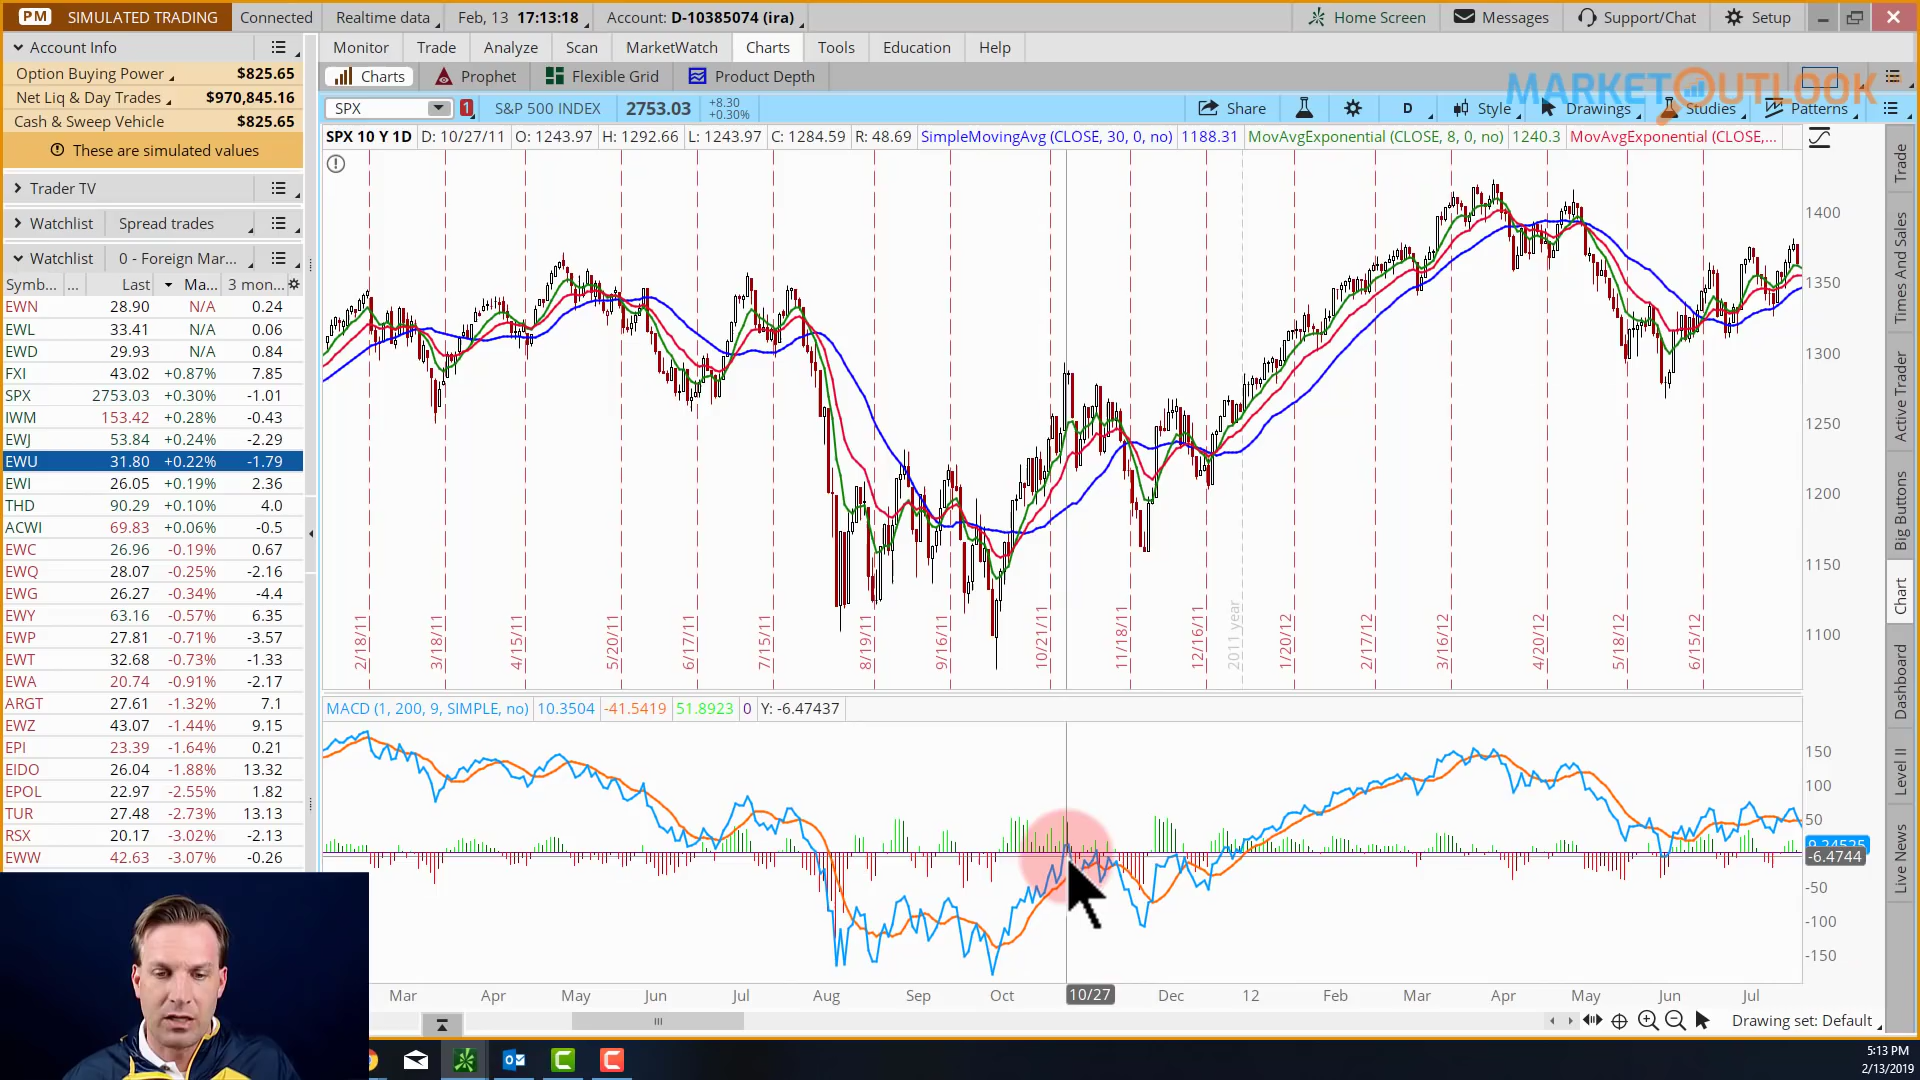 PM SIMULATED TRADING Connected Realtime data Feb, 13 17:13:18 Account: D-10385074 (ira) Home Screen Messages Support/Chat Setup
Account Info
Option Buying Power $825.65
Net Liq & Day Trades $970,845.16
Cash & Sweep Vehicle $825.65
These are simulated values
Trader TV
Watchlist Spread trades
Watchlist 0 - Foreign Mar...
Symb... ... Last Ma... 3 mon...
EWN 28.90 N/A 0.24
EWL 33.41 N/A 0.06
EWD 29.93 N/A 0.84
FXI 43.02 +0.87% 7.85
SPX 2753.03 +0.30% -1.01
IWM 153.42 +0.28% -0.43
EWJ 53.84 +0.24% -2.29
EWU 31.80 +0.22% -1.79
EWI 26.05 +0.19% 2.36
THD 90.29 +0.10% 4.0
ACWI 69.83 +0.06% -0.5
EWC 26.96 -0.19% 0.67
EWQ 28.07 -0.25% -2.16
EWG 26.27 -0.34% -4.4
EWY 63.16 -0.57% 6.35
EWP 27.81 -0.71% -3.57
EWT 32.68 -0.73% -1.33
EWA 20.74 -0.91% -2.17
ARGT 27.61 -1.32% 7.1
EWZ 43.07 -1.44% 9.15
EPI 23.39 -1.64% 0.21
EIDO 26.04 -1.88% 13.32
EPOL 22.97 -2.55% 1.82
TUR 27.48 -2.73% 13.13
RSX 20.17 -3.02% -2.13
EWW 42.63 -3.07% -0.26
Monitor Trade Analyze Scan MarketWatch Charts Tools Education Help
Charts Prophet Flexible Grid Product Depth
MARKETOUTLOOK
SPX 1 S&P 500 INDEX 2753.03 +8.30 +0.30% Share D Style Drawings Studies Patterns
SPX 10 Y 1D D: 10/27/11 O: 1243.97 H: 1292.66 L: 1243.97 C: 1284.59 R: 48.69 SimpleMovingAvg (CLOSE, 30, 0, no) 1188.31 MovAvgExponential (CLOSE, 8, 0, no) 1240.3 MovAvgExponential (CLOSE,...
1400
1350
1300
1250
1200
1150
1100
2/18/11 3/18/11 4/15/11 5/20/11 6/17/11 7/15/11 8/19/11 9/16/11 10/21/11 11/18/11 12/16/11 2011 year 1/20/12 2/17/12 3/16/12 4/20/12 5/18/12 6/15/12
MACD (1, 200, 9, SIMPLE, no) 10.3504 -41.5419 51.8923 0 Y: -6.47437
150
100
50
9.24525
-6.4744
-50
-100
-150
Mar Apr May Jun Jul Aug Sep Oct 10/27 Dec 12 Feb Mar Apr May Jun Jul
Drawing set: Default
Trade
Times And Sales
Active Trader
Big Buttons
Chart
Dashboard
Level II
Live News
5:13 PM
2/13/2019